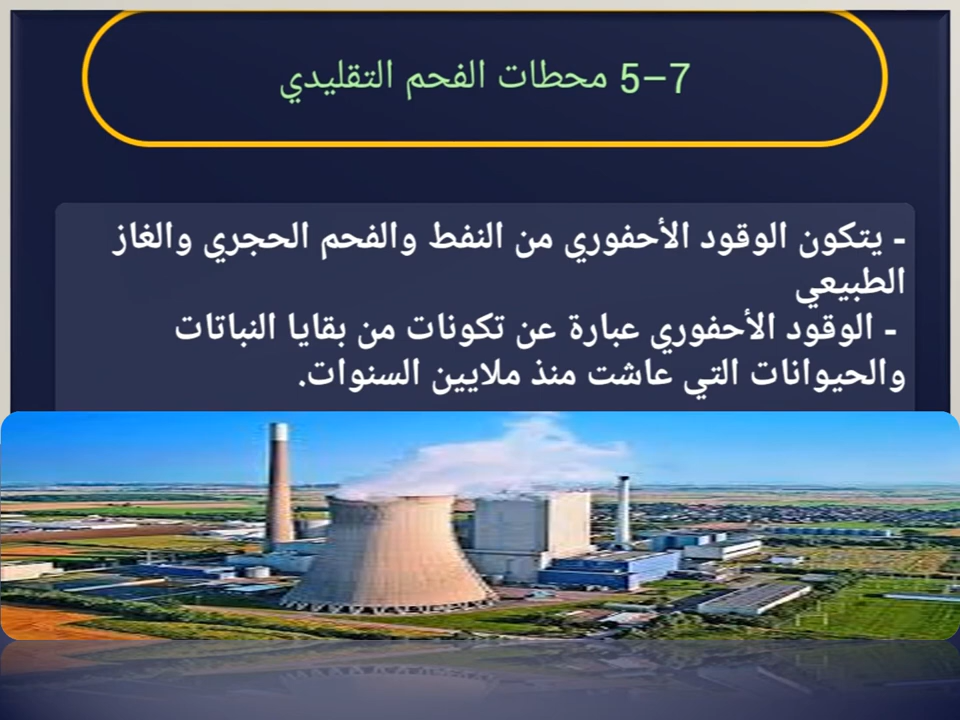 5–7 محطات الفحم التقليدي
- يتكون الوقود الأحفوري من النفط والفحم الحجري والغاز
الطبيعي
- الوقود الأحفوري عبارة عن تكونات من بقايا النباتات
والحيوانات التي عاشت منذ ملايين السنوات.